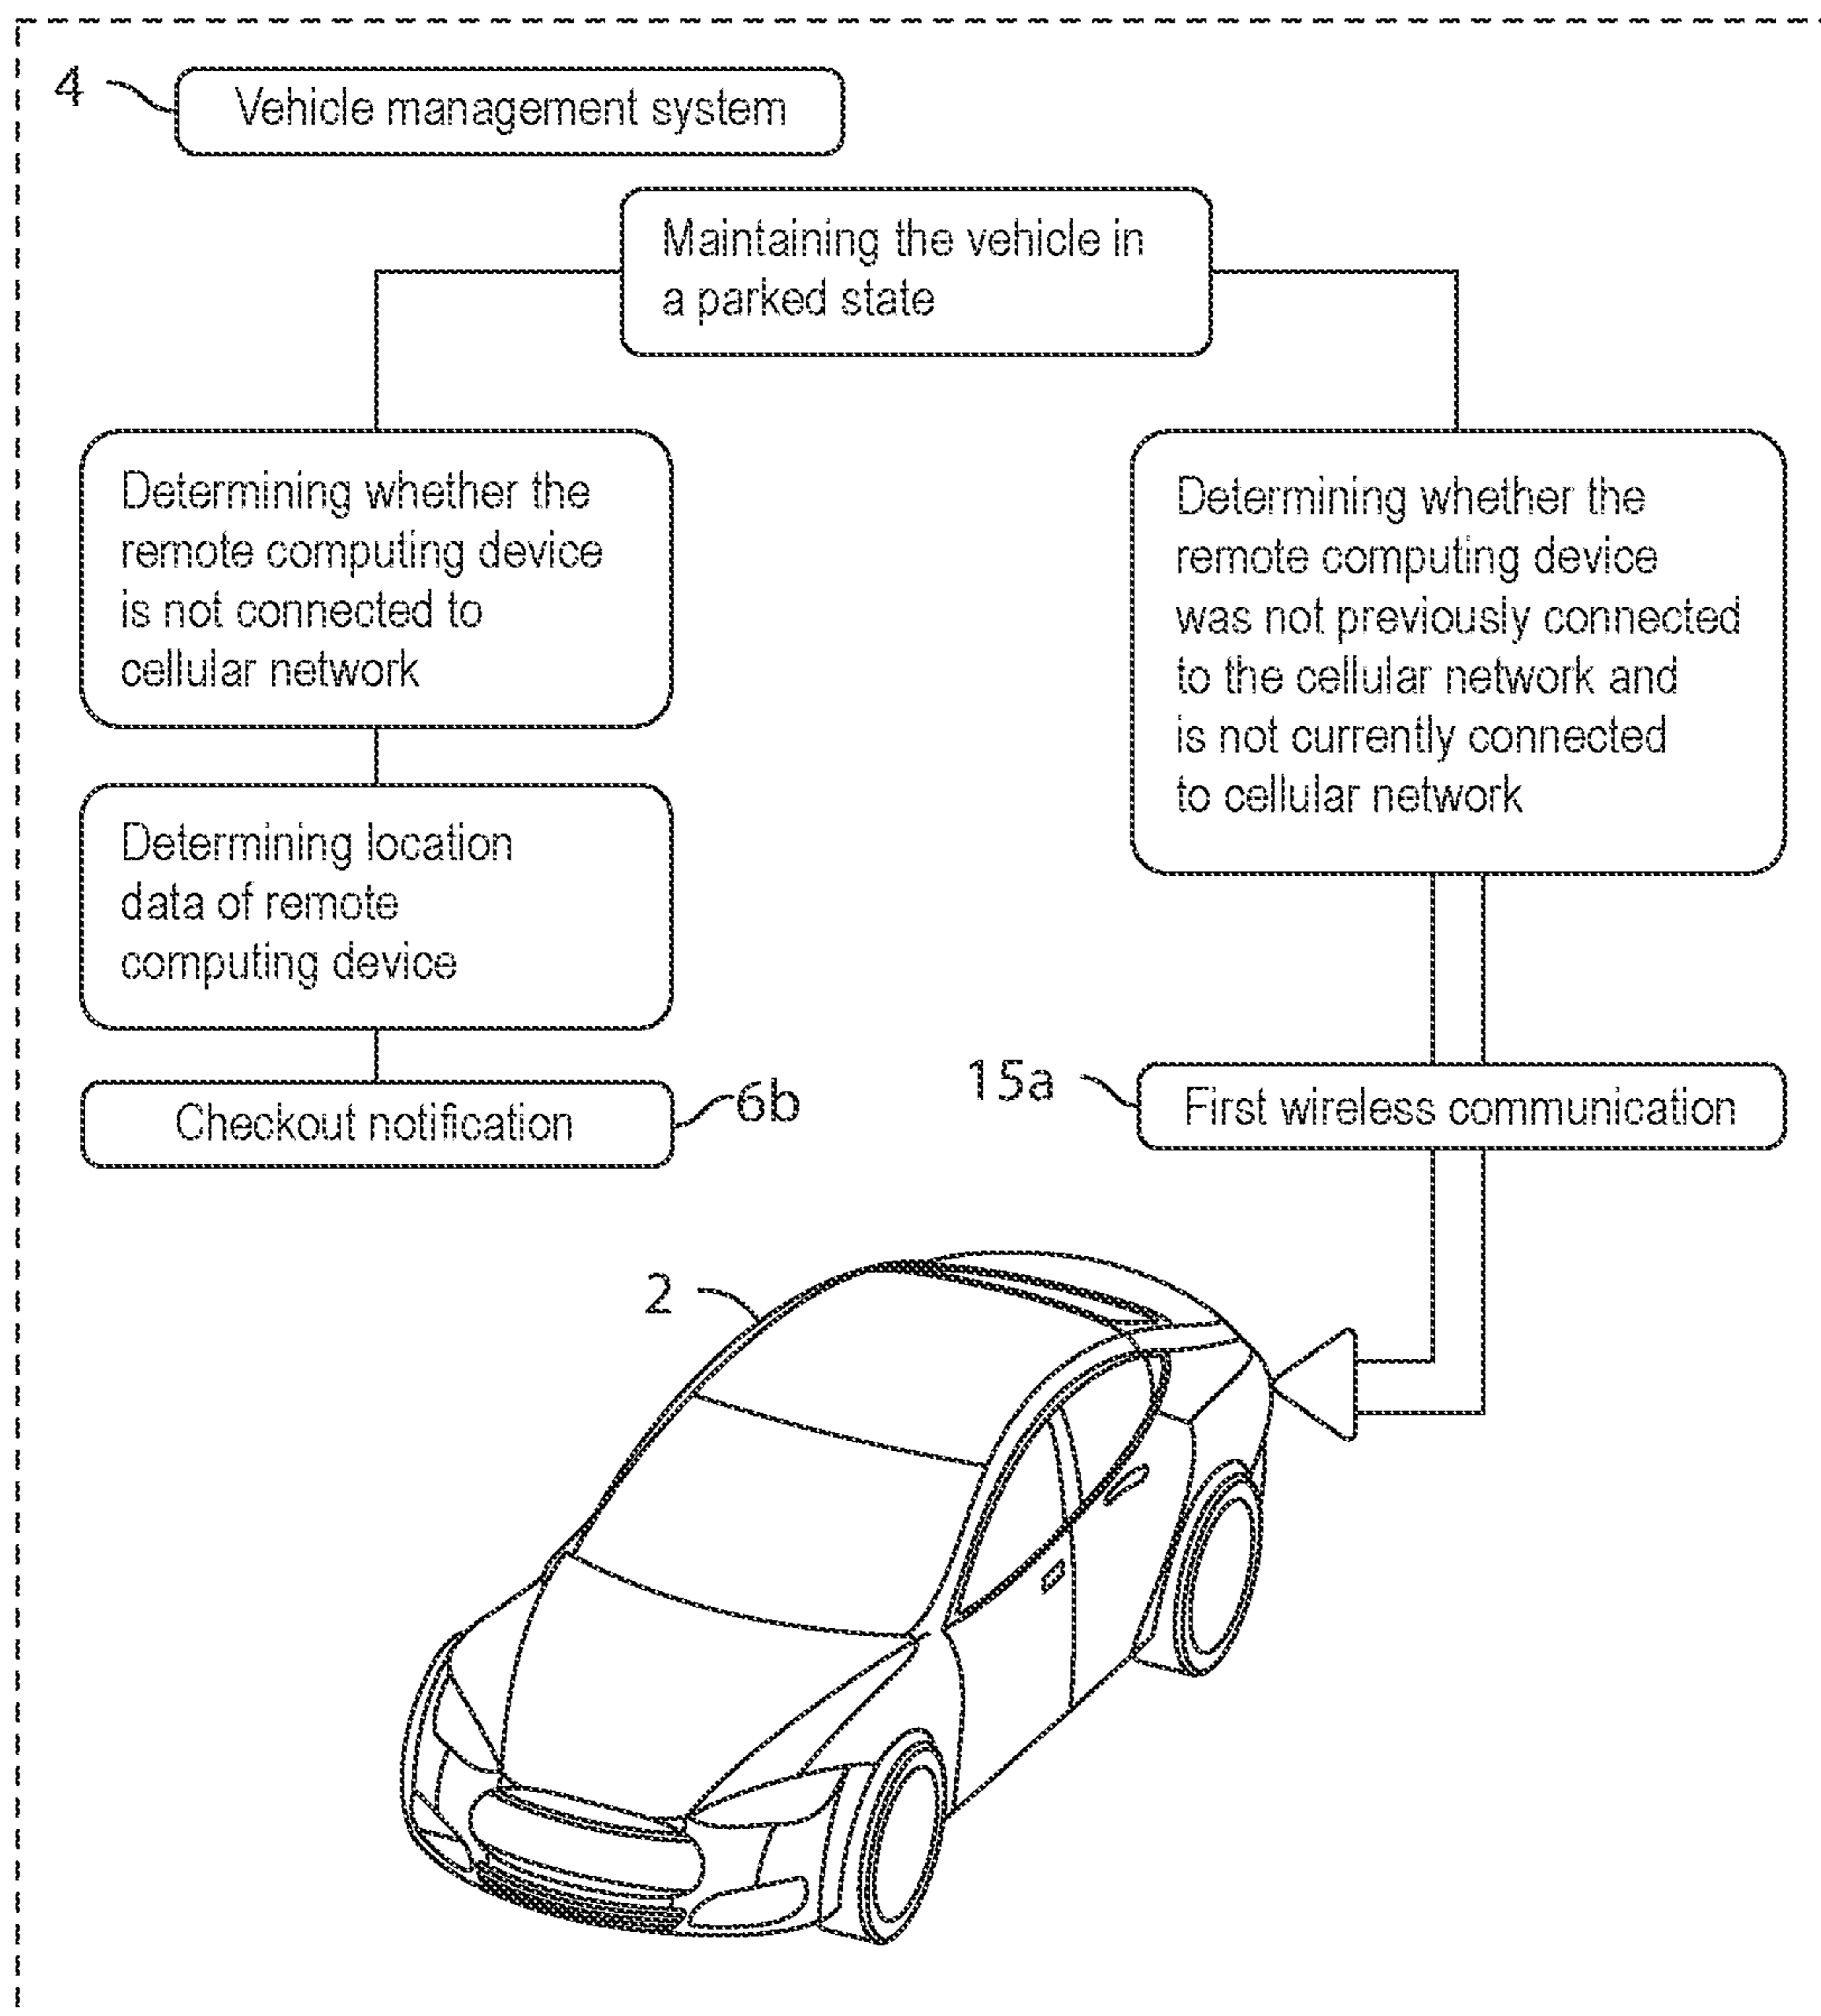 4
Vehicle management system
Maintaining the vehicle in
a parked state
Determining whether the
remote computing device
is not connected to
cellular network
Determining whether the
remote computing device
was not previously connected
to the cellular network and
is not currently connected
to cellular network
Determining location
data of remote
computing device
Checkout notification
6b
15a
First wireless communication
2